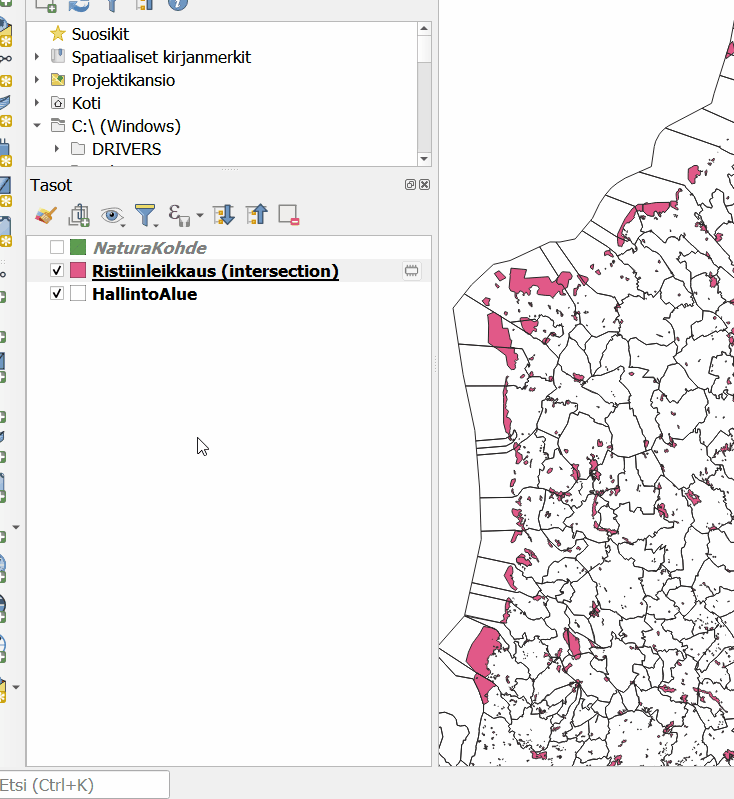 Suosikit
Spatiaaliset kirjanmerkit
Projektikansio
Koti
C:\ (Windows)
DRIVERS
Tasot
NaturaKohde
Ristiinleikkaus (intersection)
HallintoAlue
Etsi (Ctrl+K)